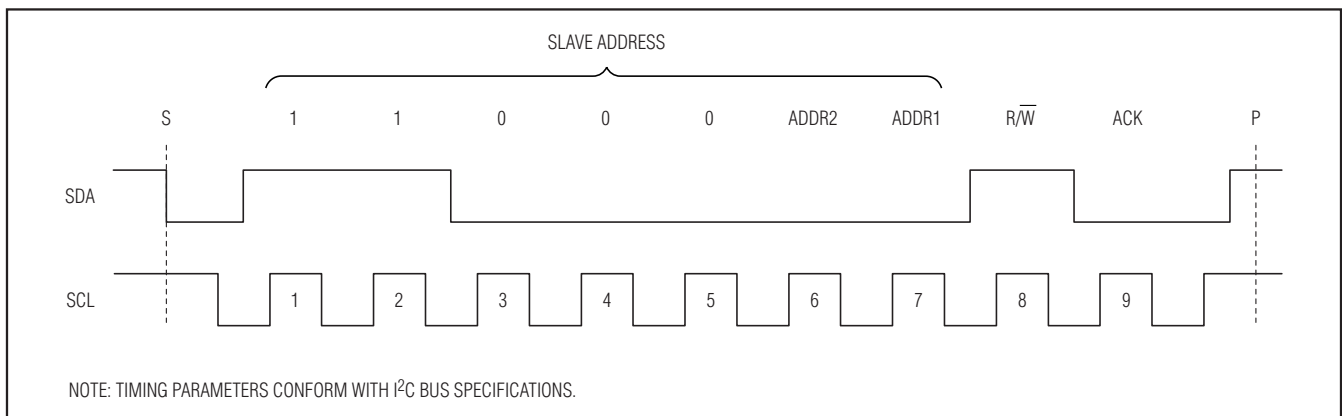 SLAVE ADDRESS
S 1 1 0 0 0 ADDR2 ADDR1 R/W̅ ACK P
SDA
SCL 1 2 3 4 5 6 7 8 9
NOTE: TIMING PARAMETERS CONFORM WITH I²C BUS SPECIFICATIONS.